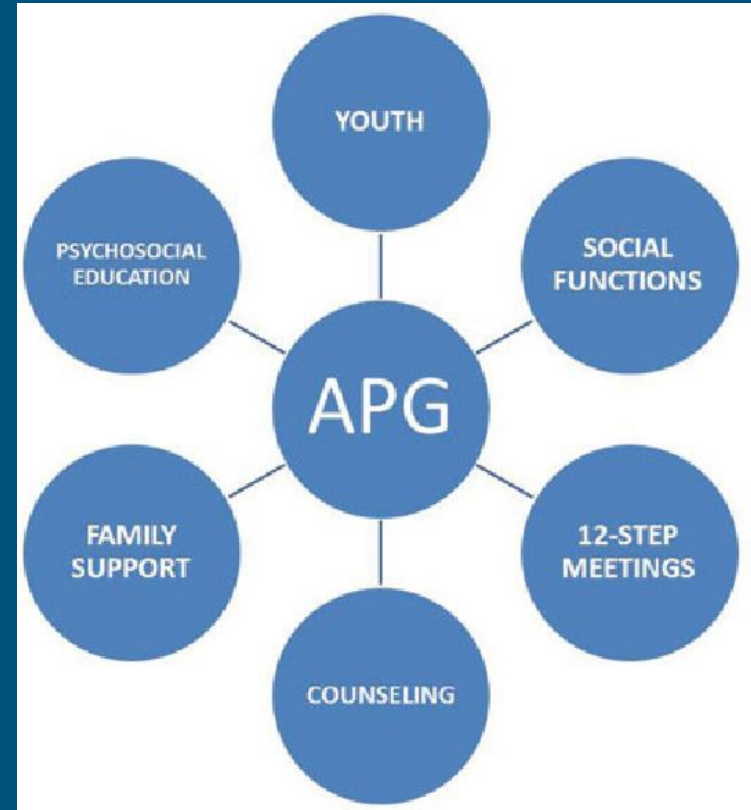 YOUTH
SOCIAL
FUNCTIONS
12-STEP
MEETINGS
COUNSELING
FAMILY
SUPPORT
PSYCHOSOCIAL
EDUCATION
APG